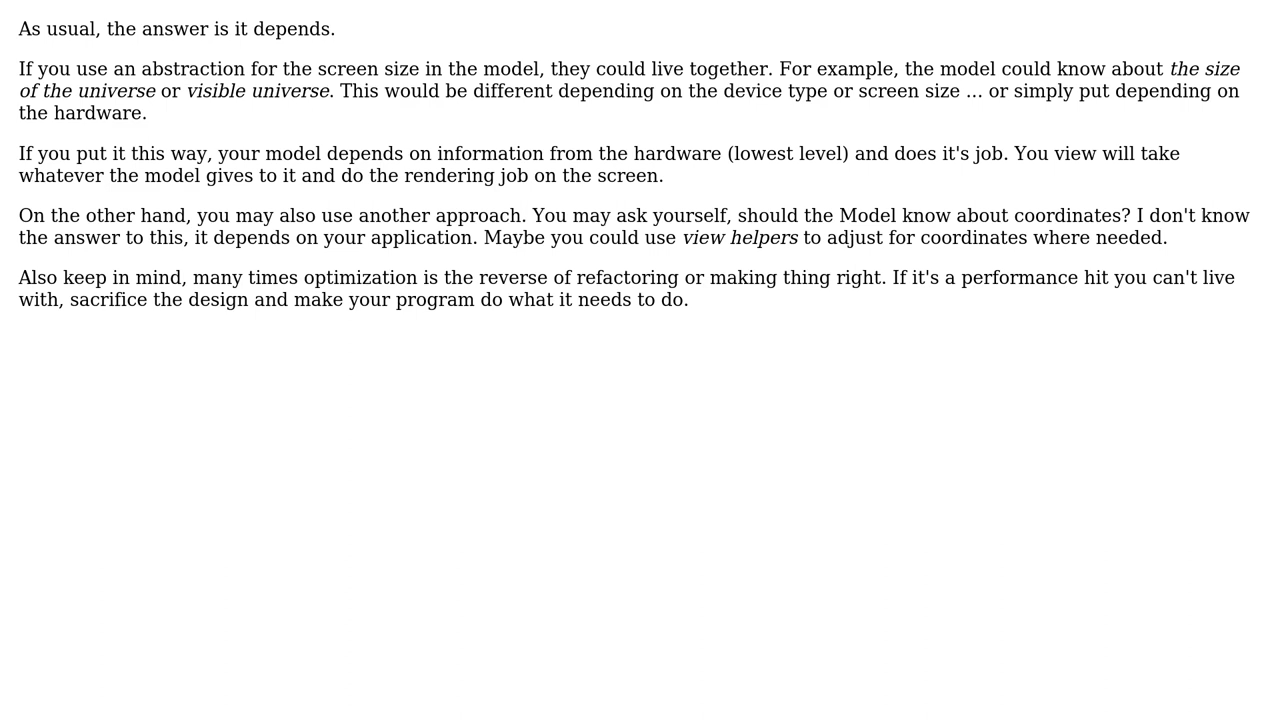 As usual, the answer is it depends.
If you use an abstraction for the screen size in the model, they could live together. For example, the model could know about the size
of the universe or visible universe. This would be different depending on the device type or screen size ... or simply put depending on
the hardware.
If you put it this way, your model depends on information from the hardware (lowest level) and does it's job. You view will take
whatever the model gives to it and do the rendering job on the screen.
On the other hand, you may also use another approach. You may ask yourself, should the Model know about coordinates? I don't know
the answer to this, it depends on your application. Maybe you could use view helpers to adjust for coordinates where needed.
Also keep in mind, many times optimization is the reverse of refactoring or making thing right. If it's a performance hit you can't live
with, sacrifice the design and make your program do what it needs to do.